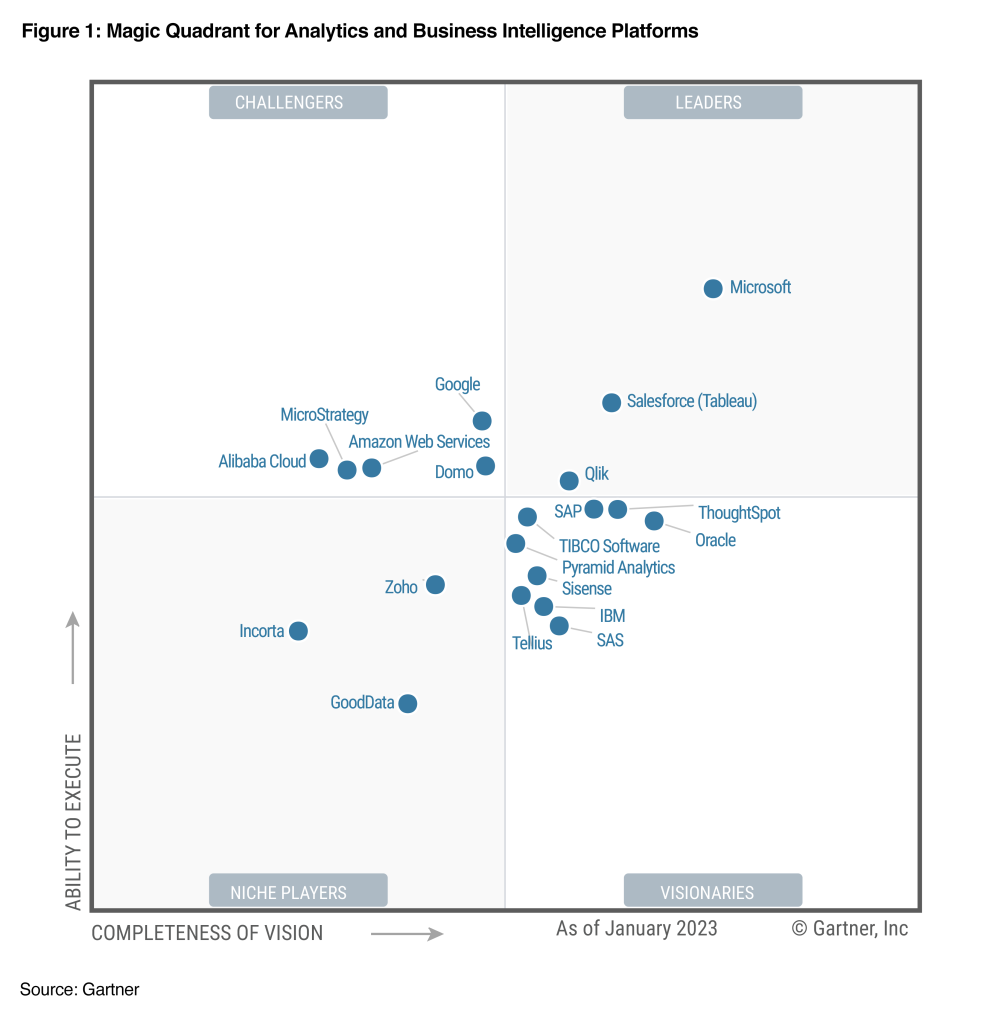 Figure 1: Magic Quadrant for Analytics and Business Intelligence Platforms
CHALLENGERS
LEADERS
Microsoft
Google
Salesforce (Tableau)
MicroStrategy
Amazon Web Services
Alibaba Cloud
Domo
Qlik
SAP
ThoughtSpot
Oracle
TIBCO Software
Pyramid Analytics
Sisense
Zoho
IBM
Incorta
SAS
Tellius
GoodData
ABILITY TO EXECUTE
NICHE PLAYERS
VISIONARIES
COMPLETENESS OF VISION
As of January 2023
© Gartner, Inc
Source: Gartner